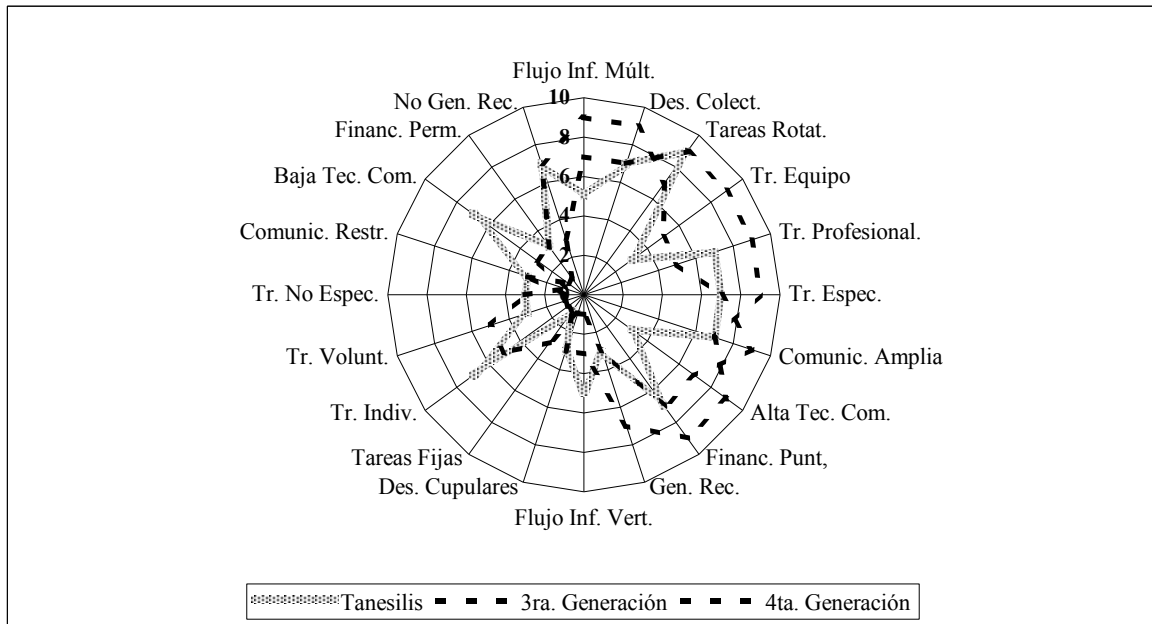 Flujo Inf. Múlt.
No Gen. Rec.
10
Des. Colect.
Financ. Perm.
8
Tareas Rotat.
Baja Tec. Com.
6
Tr. Equipo
Comunic. Restr.
4
Tr. Profesional.
2
Tr. No Espec.
Tr. Espec.
Tr. Volunt.
Comunic. Amplia
Tr. Indiv.
Alta Tec. Com.
Tareas Fijas
Financ. Punt,
Des. Cupulares
Gen. Rec.
Flujo Inf. Vert.
Tanesilis 3ra. Generación 4ta. Generación